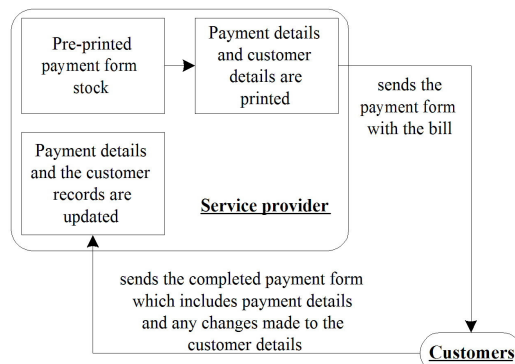 Pre-printed
payment form
stock
Payment details
and customer
details are
printed
sends the
payment form
with the bill
Payment details
and the customer
records are
updated
Service provider
sends the completed payment form
which includes payment details
and any changes made to the
customer details
Customers